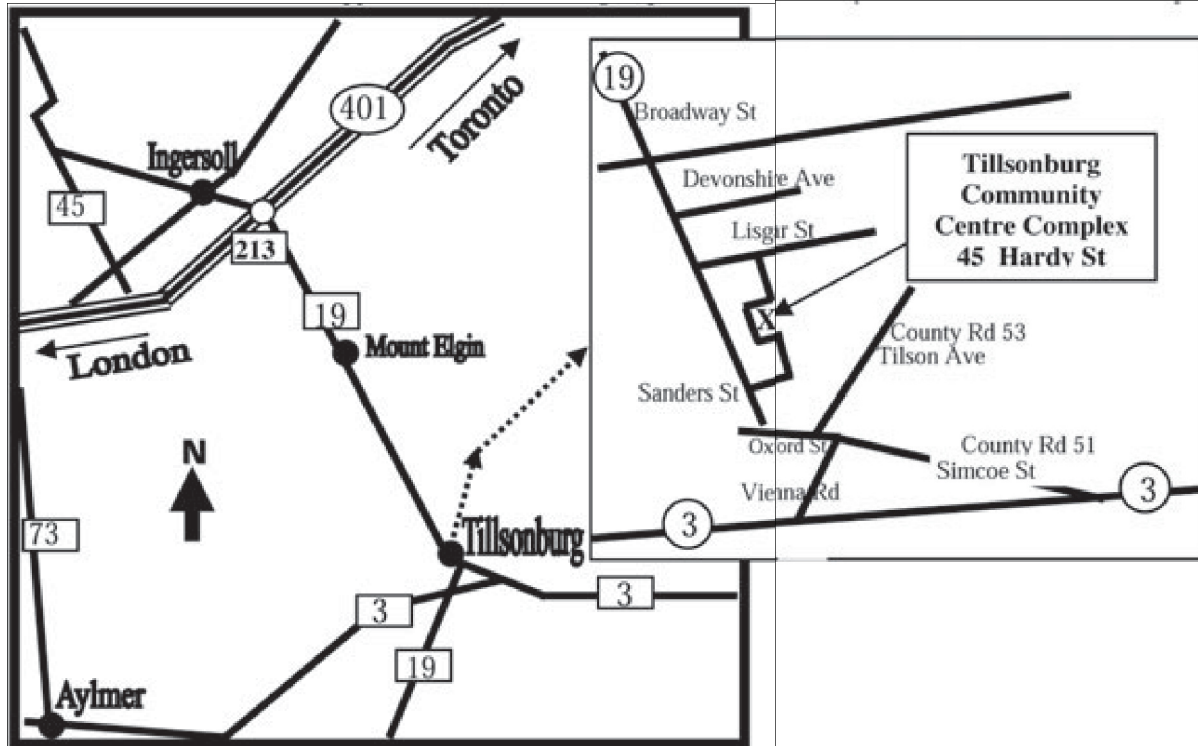 401
Toronto
Ingersoll
45
213
19
Mount Elgin
London
N
73
Tillsonburg
3
3
19
Aylmer
19
Broadway St
Devonshire Ave
Lisgar St
Tillsonburg
Community
Centre Complex
45 Hardy St
X
County Rd 53
Tilson Ave
Sanders St
Oxford St
County Rd 51
Simcoe St
Vienna Rd
3
3